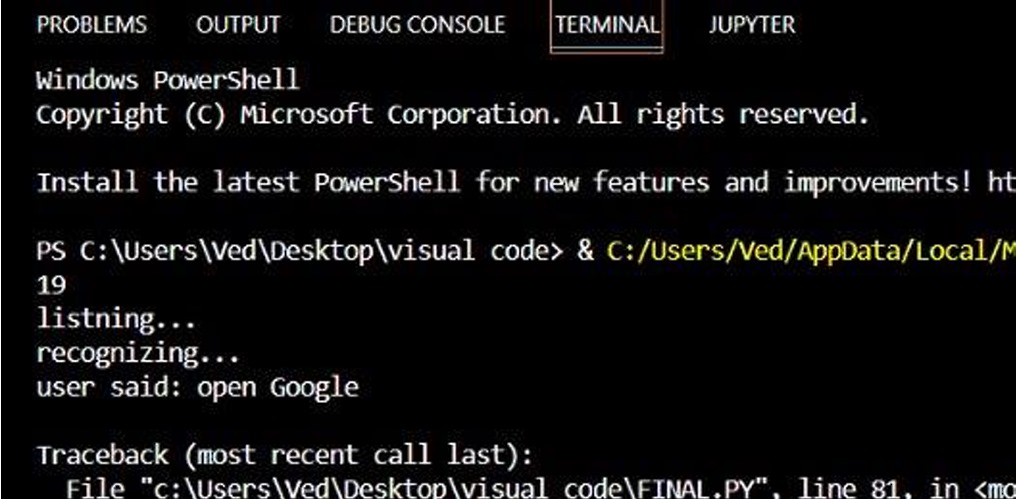 PROBLEMS OUTPUT DEBUG CONSOLE TERMINAL JUPYTER
Windows PowerShell
Copyright (C) Microsoft Corporation. All rights reserved.
Install the latest PowerShell for new features and improvements! ht
PS C:\Users\Ved\Desktop\visual code> & C:/Users/Ved/AppData/Local/M
19
listning...
recognizing...
user said: open Google
Traceback (most recent call last):
File "c:\Users\Ved\Desktop\visual code\FINAL.PY", line 81, in <mo